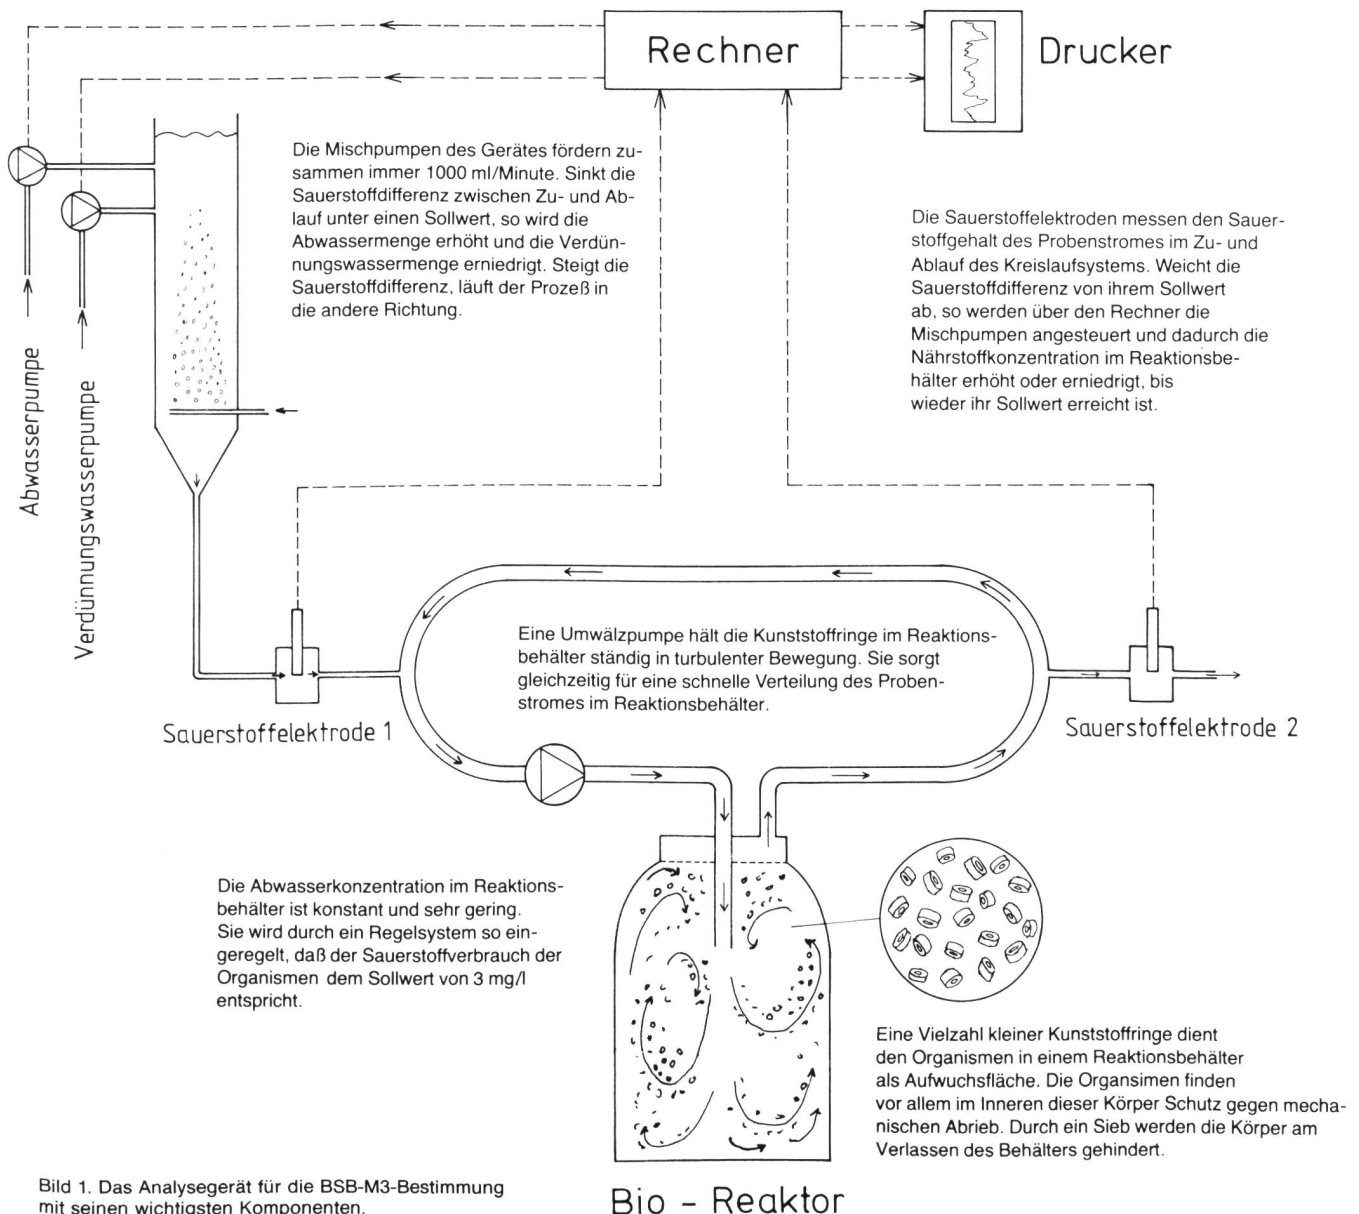 Rechner
Drucker
Die Mischpumpen des Gerätes fördern zu-
sammen immer 1000 ml/Minute. Sinkt die
Sauerstoffdifferenz zwischen Zu- und Ab-
lauf unter einen Sollwert, so wird die
Abwassermenge erhöht und die Verdün-
nungswassermenge erniedrigt. Steigt die
Sauerstoffdifferenz, läuft der Prozeß in
die andere Richtung.
Die Sauerstoffelektroden messen den Sauer-
stoffgehalt des Probenstromes im Zu- und
Ablauf des Kreislaufsystems. Weicht die
Sauerstoffdifferenz von ihrem Sollwert
ab, so werden über den Rechner die
Mischpumpen angesteuert und dadurch die
Nährstoffkonzentration im Reaktionsbe-
hälter erhöht oder erniedrigt, bis
wieder ihr Sollwert erreicht ist.
Abwasserpumpe
Verdünnungswasserpumpe
Eine Umwälzpumpe hält die Kunststoffringe im Reaktions-
behälter ständig in turbulenter Bewegung. Sie sorgt
gleichzeitig für eine schnelle Verteilung des Proben-
stromes im Reaktionsbehälter.
Sauerstoffelektrode 1
Sauerstoffelektrode 2
Die Abwasserkonzentration im Reaktions-
behälter ist konstant und sehr gering.
Sie wird durch ein Regelsystem so ein-
geregelt, daß der Sauerstoffverbrauch der
Organismen dem Sollwert von 3 mg/l
entspricht.
Eine Vielzahl kleiner Kunststoffringe dient
den Organismen in einem Reaktionsbehälter
als Aufwuchsfläche. Die Organsimen finden
vor allem im Inneren dieser Körper Schutz gegen mecha-
nischen Abrieb. Durch ein Sieb werden die Körper am
Verlassen des Behälters gehindert.
Bild 1. Das Analysegerät für die BSB-M3-Bestimmung
mit seinen wichtigsten Komponenten.
Bio - Reaktor